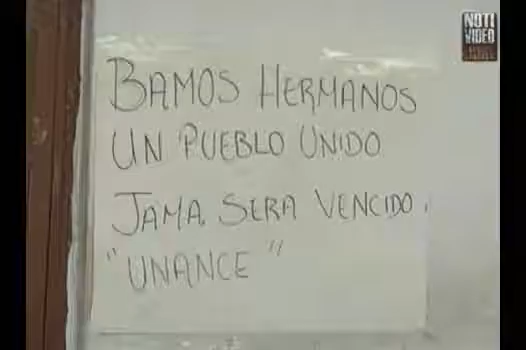 NOTI
VIDEO
BAMOS HERMANOS
UN PUEBLO UNIDO
JAMA SERA VENCIDO.
"UNANCE"